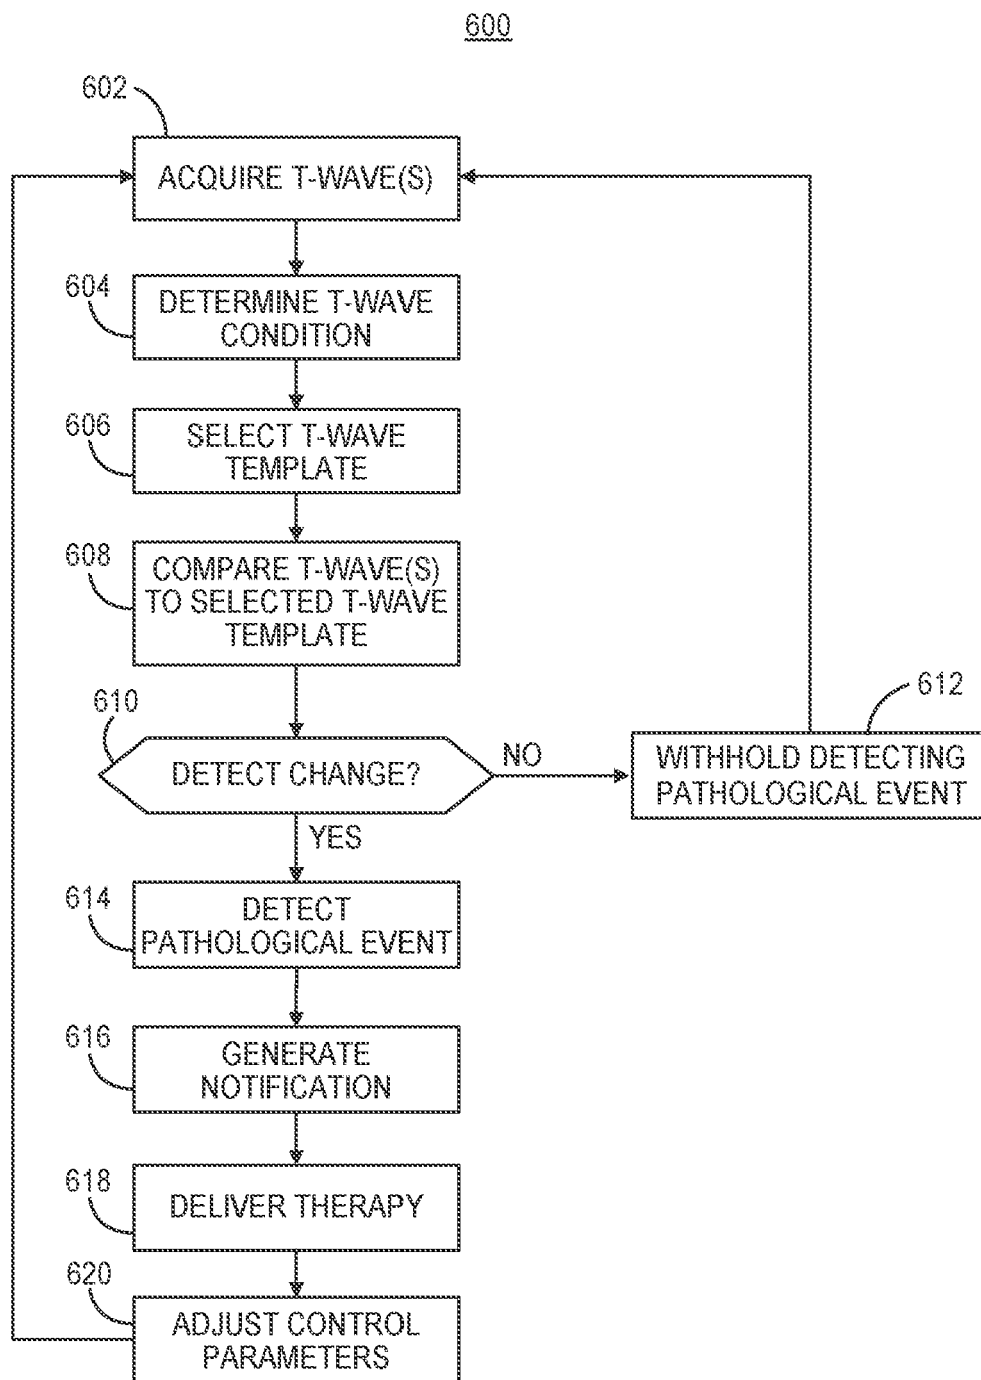 600
602
ACQUIRE T-WAVE(S)
604
DETERMINE T-WAVE
CONDITION
606
SELECT T-WAVE
TEMPLATE
608
COMPARE T-WAVE(S)
TO SELECTED T-WAVE
TEMPLATE
610
DETECT CHANGE?
NO
612
WITHHOLD DETECTING
PATHOLOGICAL EVENT
YES
614
DETECT
PATHOLOGICAL EVENT
616
GENERATE
NOTIFICATION
618
DELIVER THERAPY
620
ADJUST CONTROL
PARAMETERS